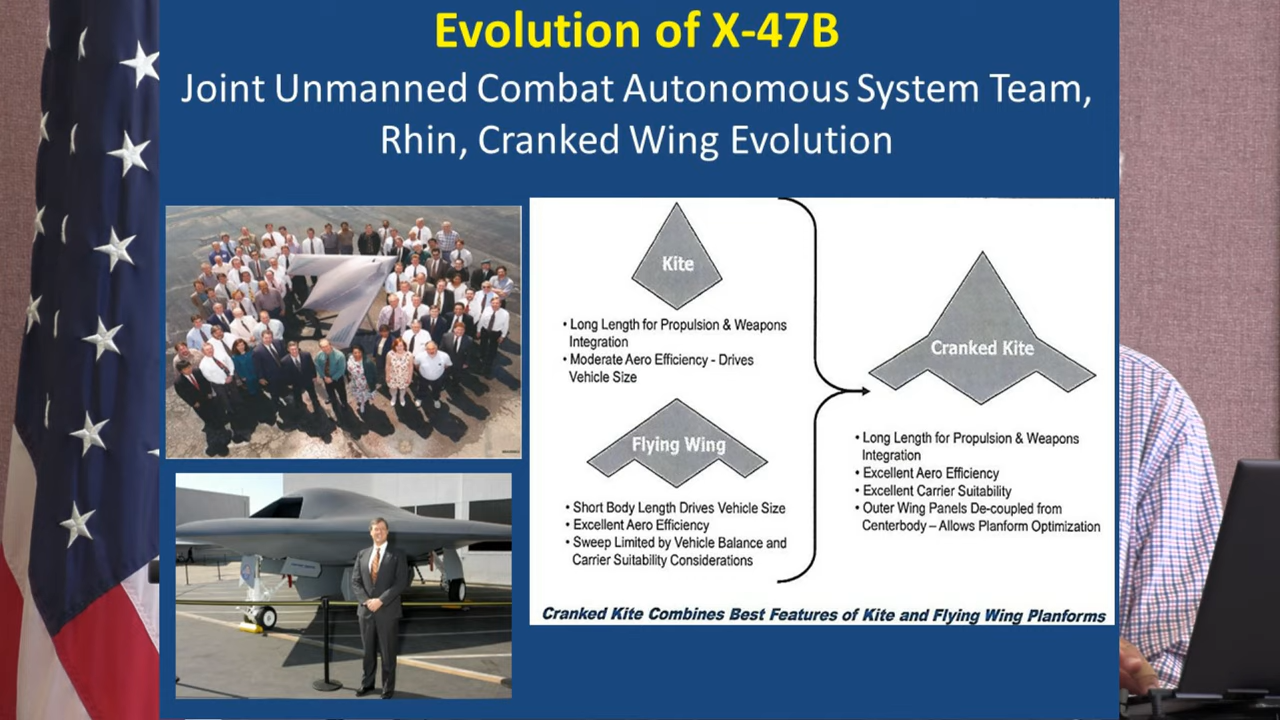 Evolution of X-47B
Joint Unmanned Combat Autonomous System Team,
Rhin, Cranked Wing Evolution
Kite
• Long Length for Propulsion & Weapons
Integration
• Moderate Aero Efficiency - Drives
Vehicle Size
Flying Wing
• Short Body Length Drives Vehicle Size
• Excellent Aero Efficiency
• Sweep Limited by Vehicle Balance and
Carrier Suitability Considerations
Cranked Kite
• Long Length for Propulsion & Weapons
Integration
• Excellent Aero Efficiency
• Excellent Carrier Suitability
• Outer Wing Panels De-coupled from
Centerbody – Allows Planform Optimization
Cranked Kite Combines Best Features of Kite and Flying Wing Planforms